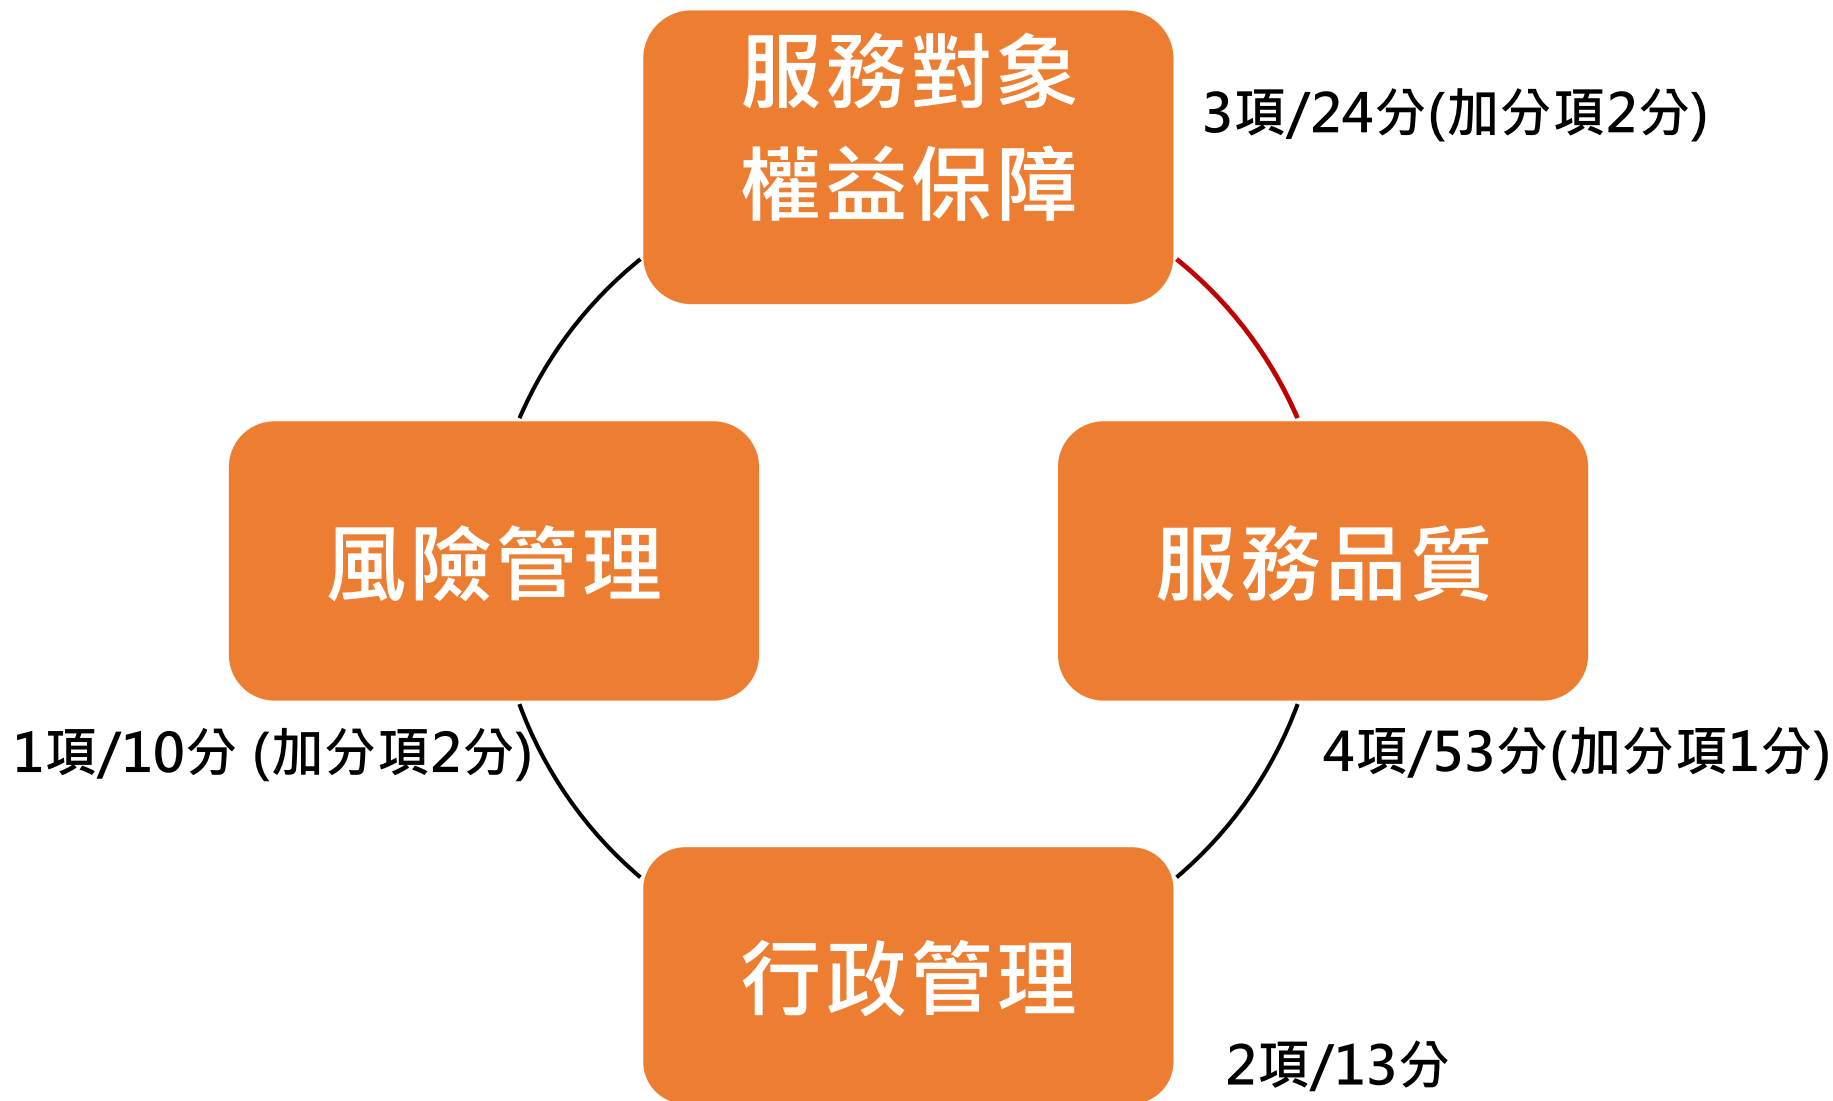 服務對象
權益保障
3項/24分(加分項2分)
風險管理
服務品質
1項/10分 (加分項2分)
4項/53分(加分項1分)
行政管理
2項/13分